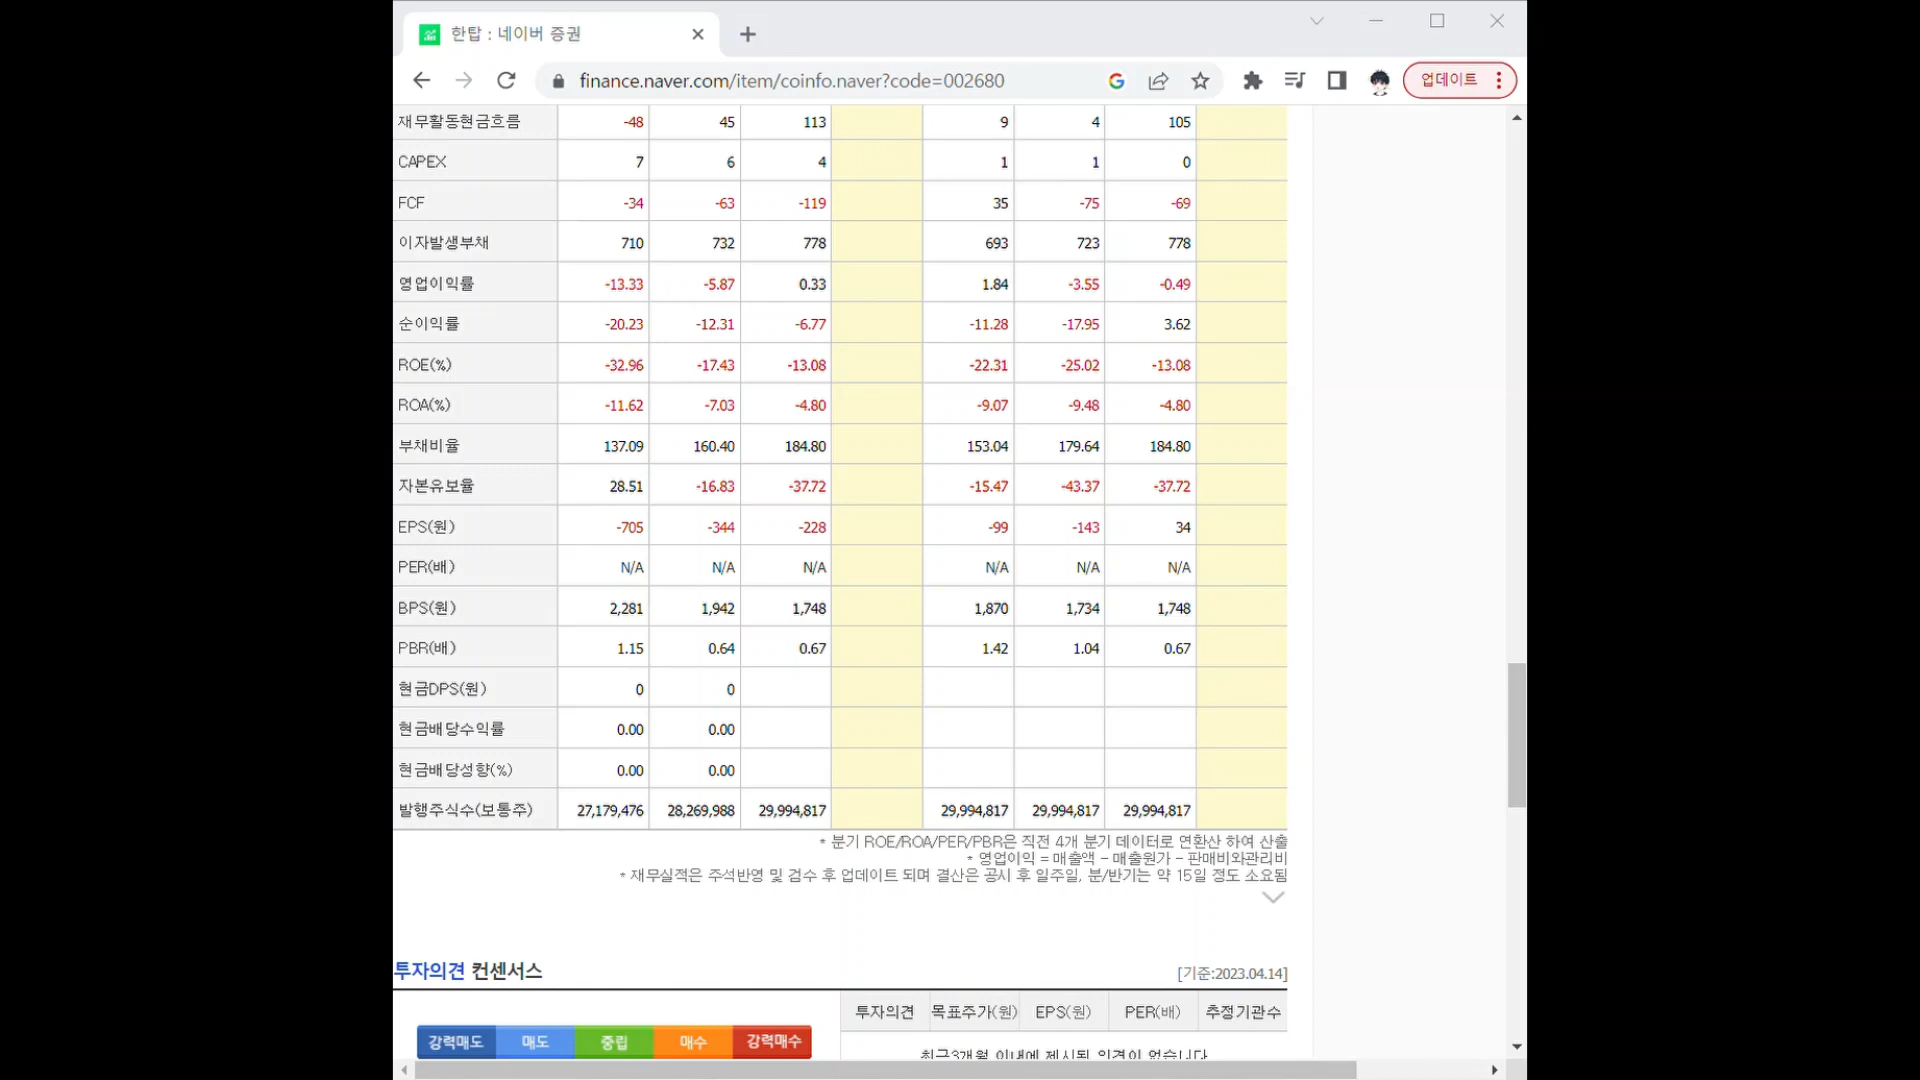 한탑 : 네이버 증권
finance.naver.com/item/coinfo.naver?code=002680
업데이트
재무활동현금흐름 -48 45 113 9 4 105
CAPEX 7 6 4 1 1 0
FCF -34 -63 -119 35 -75 -69
이자발생부채 710 732 778 693 723 778
영업이익률 -13.33 -5.87 0.33 1.84 -3.55 -0.49
순이익률 -20.23 -12.31 -6.77 -11.28 -17.95 3.62
ROE(%) -32.96 -17.43 -13.08 -22.31 -25.02 -13.08
ROA(%) -11.62 -7.03 -4.80 -9.07 -9.48 -4.80
부채비율 137.09 160.40 184.80 153.04 179.64 184.80
자본유보율 28.51 -16.83 -37.72 -15.47 -43.37 -37.72
EPS(원) -705 -344 -228 -99 -143 34
PER(배) N/A N/A N/A N/A N/A N/A
BPS(원) 2,281 1,942 1,748 1,870 1,734 1,748
PBR(배) 1.15 0.64 0.67 1.42 1.04 0.67
현금DPS(원) 0 0
현금배당수익률 0.00 0.00
현금배당성향(%) 0.00 0.00
발행주식수(보통주) 27,179,476 28,269,988 29,994,817 29,994,817 29,994,817 29,994,817
* 분기 ROE/ROA/PER/PBR은 직전 4개 분기 데이터로 연환산 하여 산출
* 영업이익 = 매출액 - 매출원가 - 판매비와관리비
* 재무실적은 주석반영 및 검수 후 업데이트 되며 결산은 공시 후 일주일, 분/반기는 약 15일 정도 소요됨
투자의견 컨센서스 [기준:2023.04.14]
투자의견 목표주가(원) EPS(원) PER(배) 추정기관수
강력매도 매도 중립 매수 강력매수
최근3개월 이내에 제시된 의견이 없습니다